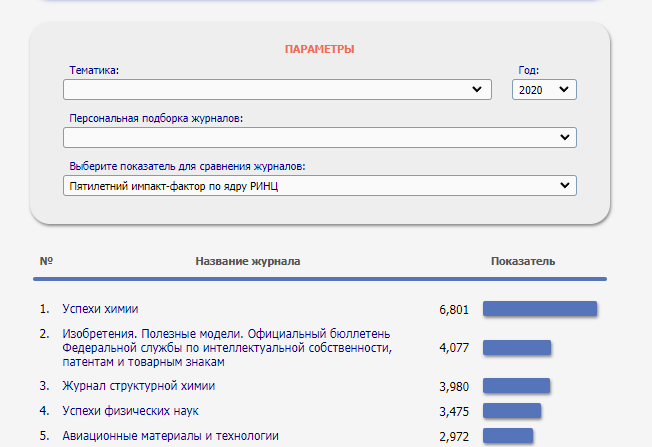 ПАРАМЕТРЫ
Тематика:
Год:
2020
Персональная подборка журналов:
Выберите показатель для сравнения журналов:
Пятилетний импакт-фактор по ядру РИНЦ
№ Название журнала Показатель
1. Успехи химии 6,801
2. Изобретения. Полезные модели. Официальный бюллетень
Федеральной службы по интеллектуальной собственности, 4,077
патентам и товарным знакам
3. Журнал структурной химии 3,980
4. Успехи физических наук 3,475
5. Авиационные материалы и технологии 2,972